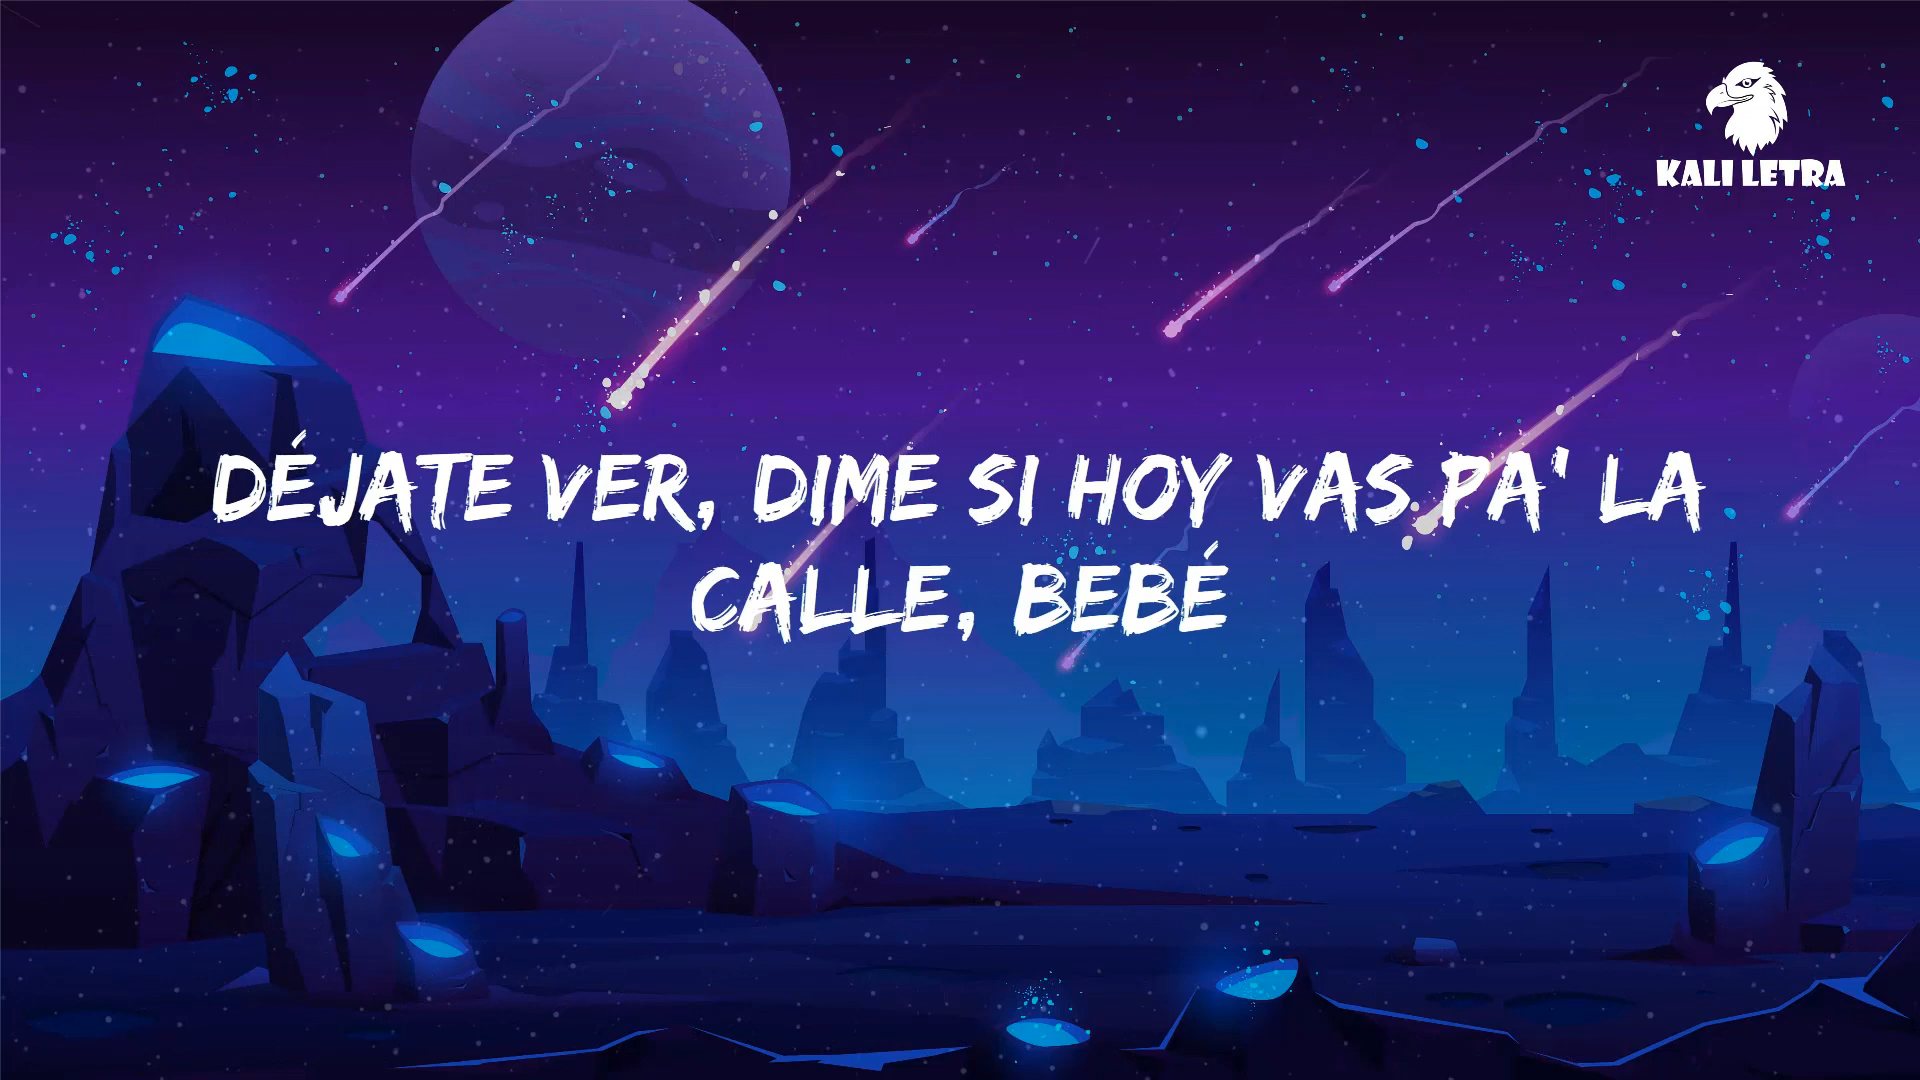 KALI LETRA
DÉJATE VER, DIME SI HOY VAS PA' LA
CALLE, BEBÉ